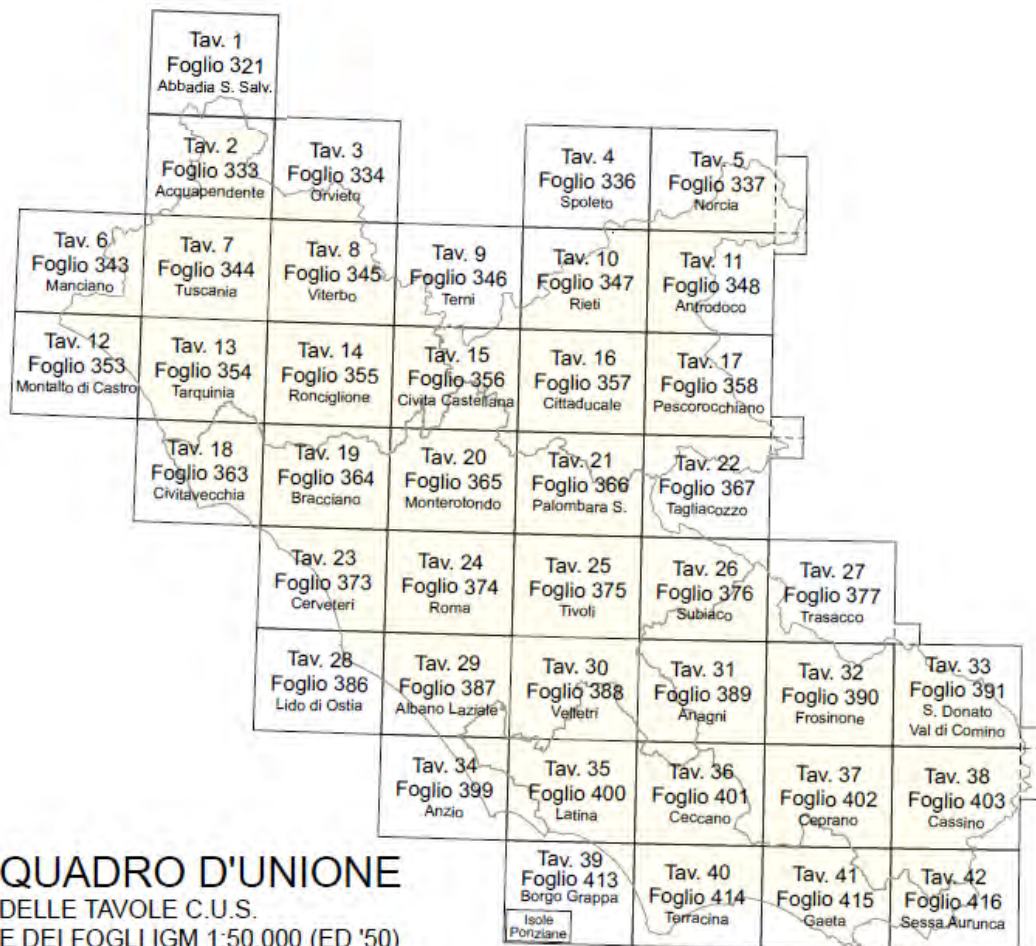 Tav. 1
Foglio 321
Abbadia S. Salv.
Tav. 2
Foglio 333
Acquapendente
Tav. 3
Foglio 334
Orvieto
Tav. 4
Foglio 336
Spoleto
Tav. 5
Foglio 337
Norcia
Tav. 6
Foglio 343
Manciano
Tav. 7
Foglio 344
Tuscania
Tav. 8
Foglio 345
Viterbo
Tav. 9
Foglio 346
Terni
Tav. 10
Foglio 347
Rieti
Tav. 11
Foglio 348
Antrodoco
Tav. 12
Foglio 353
Montalto di Castro
Tav. 13
Foglio 354
Tarquinia
Tav. 14
Foglio 355
Ronciglione
Tav. 15
Foglio 356
Civita Castellana
Tav. 16
Foglio 357
Cittaducale
Tav. 17
Foglio 358
Pescorocchiano
Tav. 18
Foglio 363
Civitavecchia
Tav. 19
Foglio 364
Bracciano
Tav. 20
Foglio 365
Monterotondo
Tav. 21
Foglio 366
Palombara S.
Tav. 22
Foglio 367
Tagliacozzo
Tav. 23
Foglio 373
Cerveteri
Tav. 24
Foglio 374
Roma
Tav. 25
Foglio 375
Tivoli
Tav. 26
Foglio 376
Subiaco
Tav. 27
Foglio 377
Trasacco
Tav. 28
Foglio 386
Lido di Ostia
Tav. 29
Foglio 387
Albano Laziale
Tav. 30
Foglio 388
Velletri
Tav. 31
Foglio 389
Anagni
Tav. 32
Foglio 390
Frosinone
Tav. 33
Foglio 391
S. Donato
Val di Comino
Tav. 34
Foglio 399
Anzio
Tav. 35
Foglio 400
Latina
Tav. 36
Foglio 401
Ceccano
Tav. 37
Foglio 402
Ceprano
Tav. 38
Foglio 403
Cassino
Tav. 39
Foglio 413
Borgo Grappa
Isole
Ponziane
Tav. 40
Foglio 414
Terracina
Tav. 41
Foglio 415
Gaeta
Tav. 42
Foglio 416
Sessa Aurunca
QUADRO D'UNIONE
DELLE TAVOLE C.U.S.
E DEI FOGLI IGM 1:50.000 (ED '50)